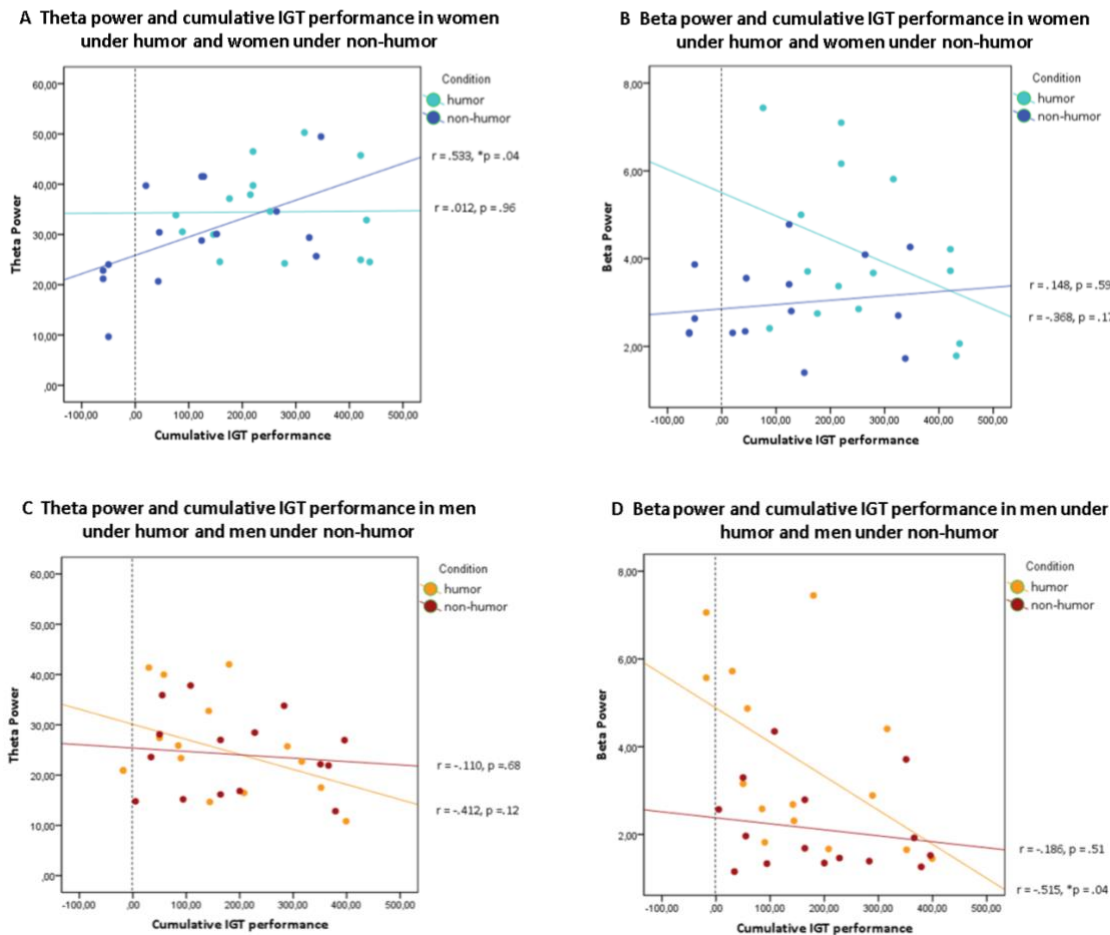 A Theta power and cumulative IGT performance in women
under humor and women under non-humor
60,00
50,00
40,00
30,00
20,00
10,00
,00
Theta Power
-100,00 ,00 100,00 200,00 300,00 400,00 500,00
Cumulative IGT performance
Condition
humor
non-humor
r = .533, *p = .04
r = .012, p = .96
B Beta power and cumulative IGT performance in women
under humor and women under non-humor
8,00
6,00
4,00
2,00
Beta Power
-100,00 ,00 100,00 200,00 300,00 400,00 500,00
Cumulative IGT performance
Condition
humor
non-humor
r = .148, p = .59
r = -.368, p = .17
C Theta power and cumulative IGT performance in men
under humor and men under non-humor
60,00
50,00
40,00
30,00
20,00
10,00
,00
Theta Power
-100,00 ,00 100,00 200,00 300,00 400,00 500,00
Cumulative IGT performance
Condition
humor
non-humor
r = -.110, p = .68
r = -.412, p = .12
D Beta power and cumulative IGT performance in men under
humor and men under non-humor
8,00
6,00
4,00
2,00
Beta Power
-100,00 ,00 100,00 200,00 300,00 400,00 500,00
Cumulative IGT performance
Condition
humor
non-humor
r = -.186, p = .51
r = -.515, *p = .04